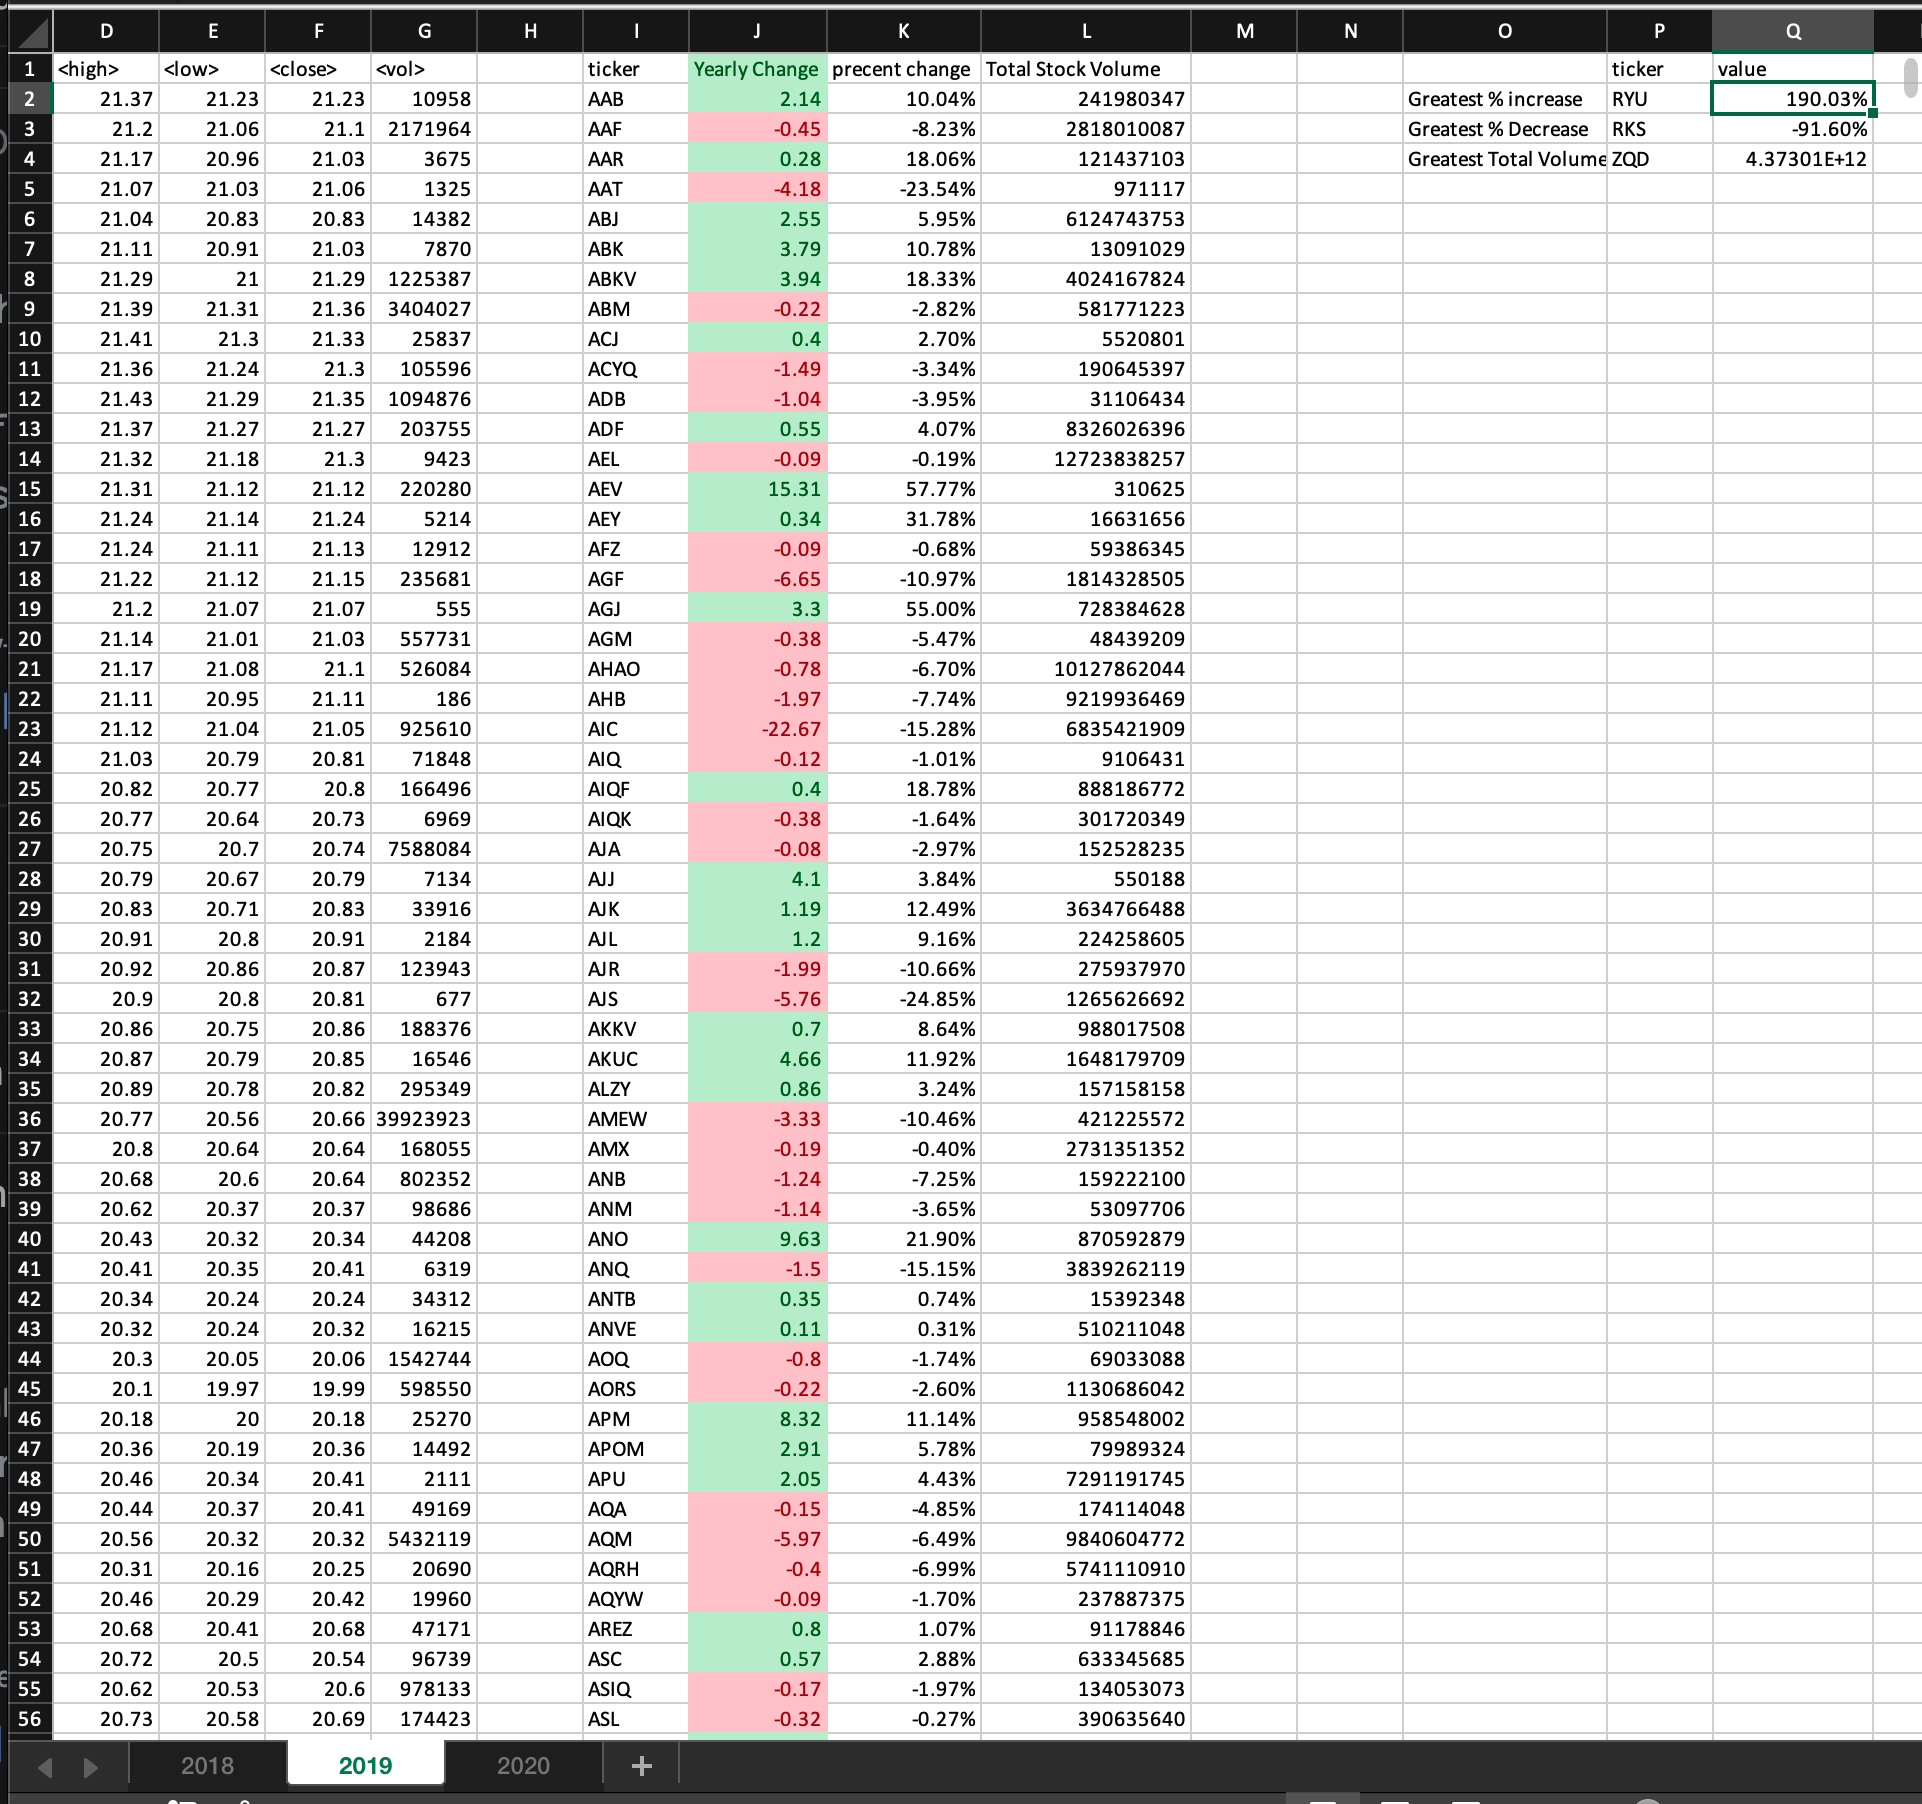 D E F G H I J K L M N O P Q
1 <high> <low> <close> <vol> ticker Yearly Change precent change Total Stock Volume ticker value
2 21.37 21.23 21.23 10958 AAB 2.14 10.04% 241980347 Greatest % increase RYU 190.03%
3 21.2 21.06 21.1 2171964 AAF -0.45 -8.23% 2818010087 Greatest % Decrease RKS -91.60%
4 21.17 20.96 21.03 3675 AAR 0.28 18.06% 121437103 Greatest Total Volume ZQD 4.37301E+12
5 21.07 21.03 21.06 1325 AAT -4.18 -23.54% 971117
6 21.04 20.83 20.83 14382 ABJ 2.55 5.95% 6124743753
7 21.11 20.91 21.03 7870 ABK 3.79 10.78% 13091029
8 21.29 21 21.29 1225387 ABKV 3.94 18.33% 4024167824
9 21.39 21.31 21.36 3404027 ABM -0.22 -2.82% 581771223
10 21.41 21.3 21.33 25837 ACJ 0.4 2.70% 5520801
11 21.36 21.24 21.3 105596 ACYQ -1.49 -3.34% 190645397
12 21.43 21.29 21.35 1094876 ADB -1.04 -3.95% 31106434
13 21.37 21.27 21.27 203755 ADF 0.55 4.07% 8326026396
14 21.32 21.18 21.3 9423 AEL -0.09 -0.19% 12723838257
15 21.31 21.12 21.12 220280 AEV 15.31 57.77% 310625
16 21.24 21.14 21.24 5214 AEY 0.34 31.78% 16631656
17 21.24 21.11 21.13 12912 AFZ -0.09 -0.68% 59386345
18 21.22 21.12 21.15 235681 AGF -6.65 -10.97% 1814328505
19 21.2 21.07 21.07 555 AGJ 3.3 55.00% 728384628
20 21.14 21.01 21.03 557731 AGM -0.38 -5.47% 48439209
21 21.17 21.08 21.1 526084 AHAO -0.78 -6.70% 10127862044
22 21.11 20.95 21.11 186 AHB -1.97 -7.74% 9219936469
23 21.12 21.04 21.05 925610 AIC -22.67 -15.28% 6835421909
24 21.03 20.79 20.81 71848 AIQ -0.12 -1.01% 9106431
25 20.82 20.77 20.8 166496 AIQF 0.4 18.78% 888186772
26 20.77 20.64 20.73 6969 AIQK -0.38 -1.64% 301720349
27 20.75 20.7 20.74 7588084 AJA -0.08 -2.97% 152528235
28 20.79 20.67 20.79 7134 AJJ 4.1 3.84% 550188
29 20.83 20.71 20.83 33916 AJK 1.19 12.49% 3634766488
30 20.91 20.8 20.91 2184 AJL 1.2 9.16% 224258605
31 20.92 20.86 20.87 123943 AJR -1.99 -10.66% 275937970
32 20.9 20.8 20.81 677 AJS -5.76 -24.85% 1265626692
33 20.86 20.75 20.86 188376 AKKV 0.7 8.64% 988017508
34 20.87 20.79 20.85 16546 AKUC 4.66 11.92% 1648179709
35 20.89 20.78 20.82 295349 ALZY 0.86 3.24% 157158158
36 20.77 20.56 20.66 39923923 AMEW -3.33 -10.46% 421225572
37 20.8 20.64 20.64 168055 AMX -0.19 -0.40% 2731351352
38 20.68 20.6 20.64 802352 ANB -1.24 -7.25% 159222100
39 20.62 20.37 20.37 98686 ANM -1.14 -3.65% 53097706
40 20.43 20.32 20.34 44208 ANO 9.63 21.90% 870592879
41 20.41 20.35 20.41 6319 ANQ -1.5 -15.15% 3839262119
42 20.34 20.24 20.24 34312 ANTB 0.35 0.74% 15392348
43 20.32 20.24 20.32 16215 ANVE 0.11 0.31% 510211048
44 20.3 20.05 20.06 1542744 AOQ -0.8 -1.74% 69033088
45 20.1 19.97 19.99 598550 AORS -0.22 -2.60% 1130686042
46 20.18 20 20.18 25270 APM 8.32 11.14% 958548002
47 20.36 20.19 20.36 14492 APOM 2.91 5.78% 79989324
48 20.46 20.34 20.41 2111 APU 2.05 4.43% 7291191745
49 20.44 20.37 20.41 49169 AQA -0.15 -4.85% 174114048
50 20.56 20.32 20.32 5432119 AQM -5.97 -6.49% 9840604772
51 20.31 20.16 20.25 20690 AQRH -0.4 -6.99% 5741110910
52 20.46 20.29 20.42 19960 AQYW -0.09 -1.70% 237887375
53 20.68 20.41 20.68 47171 AREZ 0.8 1.07% 91178846
54 20.72 20.5 20.54 96739 ASC 0.57 2.88% 633345685
55 20.62 20.53 20.6 978133 ASIQ -0.17 -1.97% 134053073
56 20.73 20.58 20.69 174423 ASL -0.32 -0.27% 390635640
2018 2019 2020 +